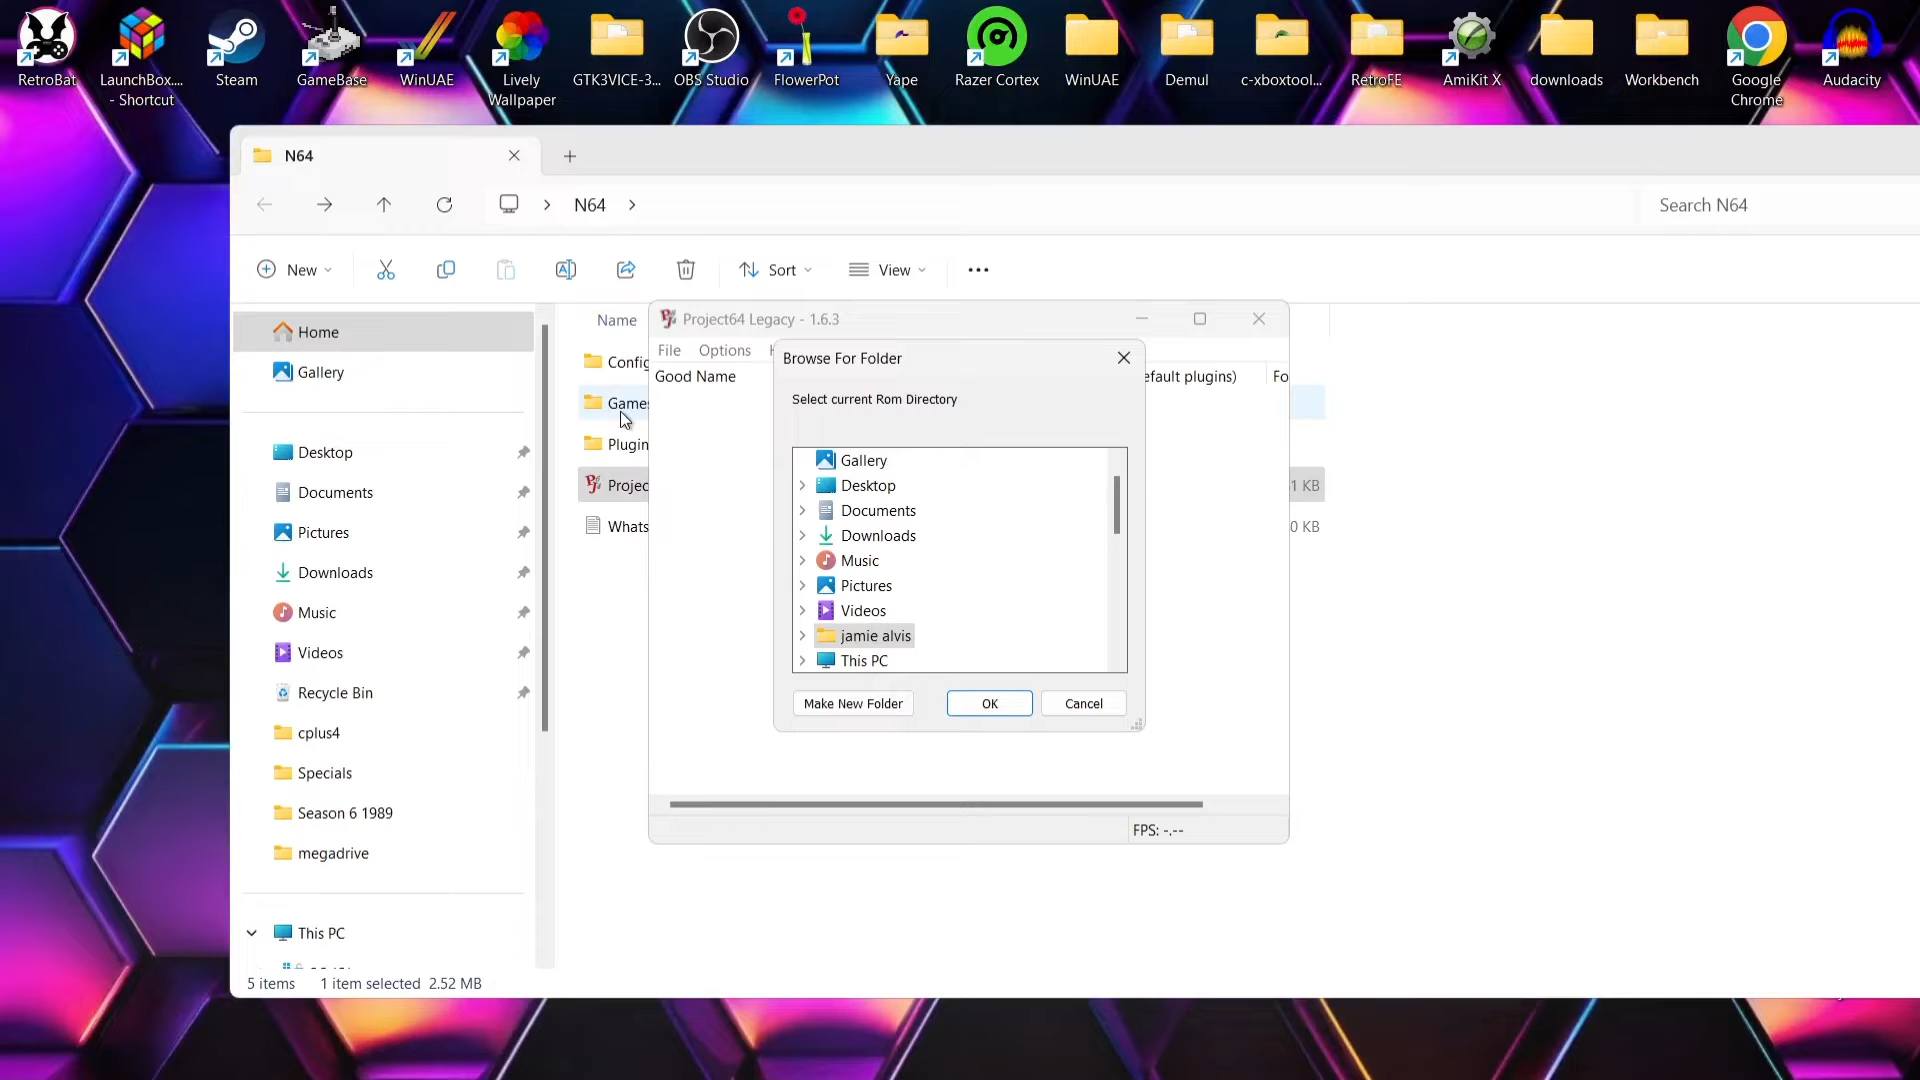 RetroBat
LaunchBox....
- Shortcut
Steam
GameBase
WinUAE
Lively
Wallpaper
GTK3VICE-3...
OBS Studio
FlowerPot
Yape
Razer Cortex
WinUAE
Demul
c-xboxtool...
RetroFE
AmiKit X
downloads
Workbench
Google
Chrome
Audacity
N64
N64
Search N64
New
Sort
View
Home
Gallery
Desktop
Documents
Pictures
Downloads
Music
Videos
Recycle Bin
cplus4
Specials
Season 6 1989
megadrive
This PC
Name
Config
Games
Plugin
Projec
Whats
1 KB
0 KB
Project64 Legacy - 1.6.3
File Options
Good Name
efault plugins)
Fo
Browse For Folder
Select current Rom Directory
Gallery
Desktop
Documents
Downloads
Music
Pictures
Videos
jamie alvis
This PC
Make New Folder
OK
Cancel
FPS: -.--
5 items 1 item selected 2.52 MB